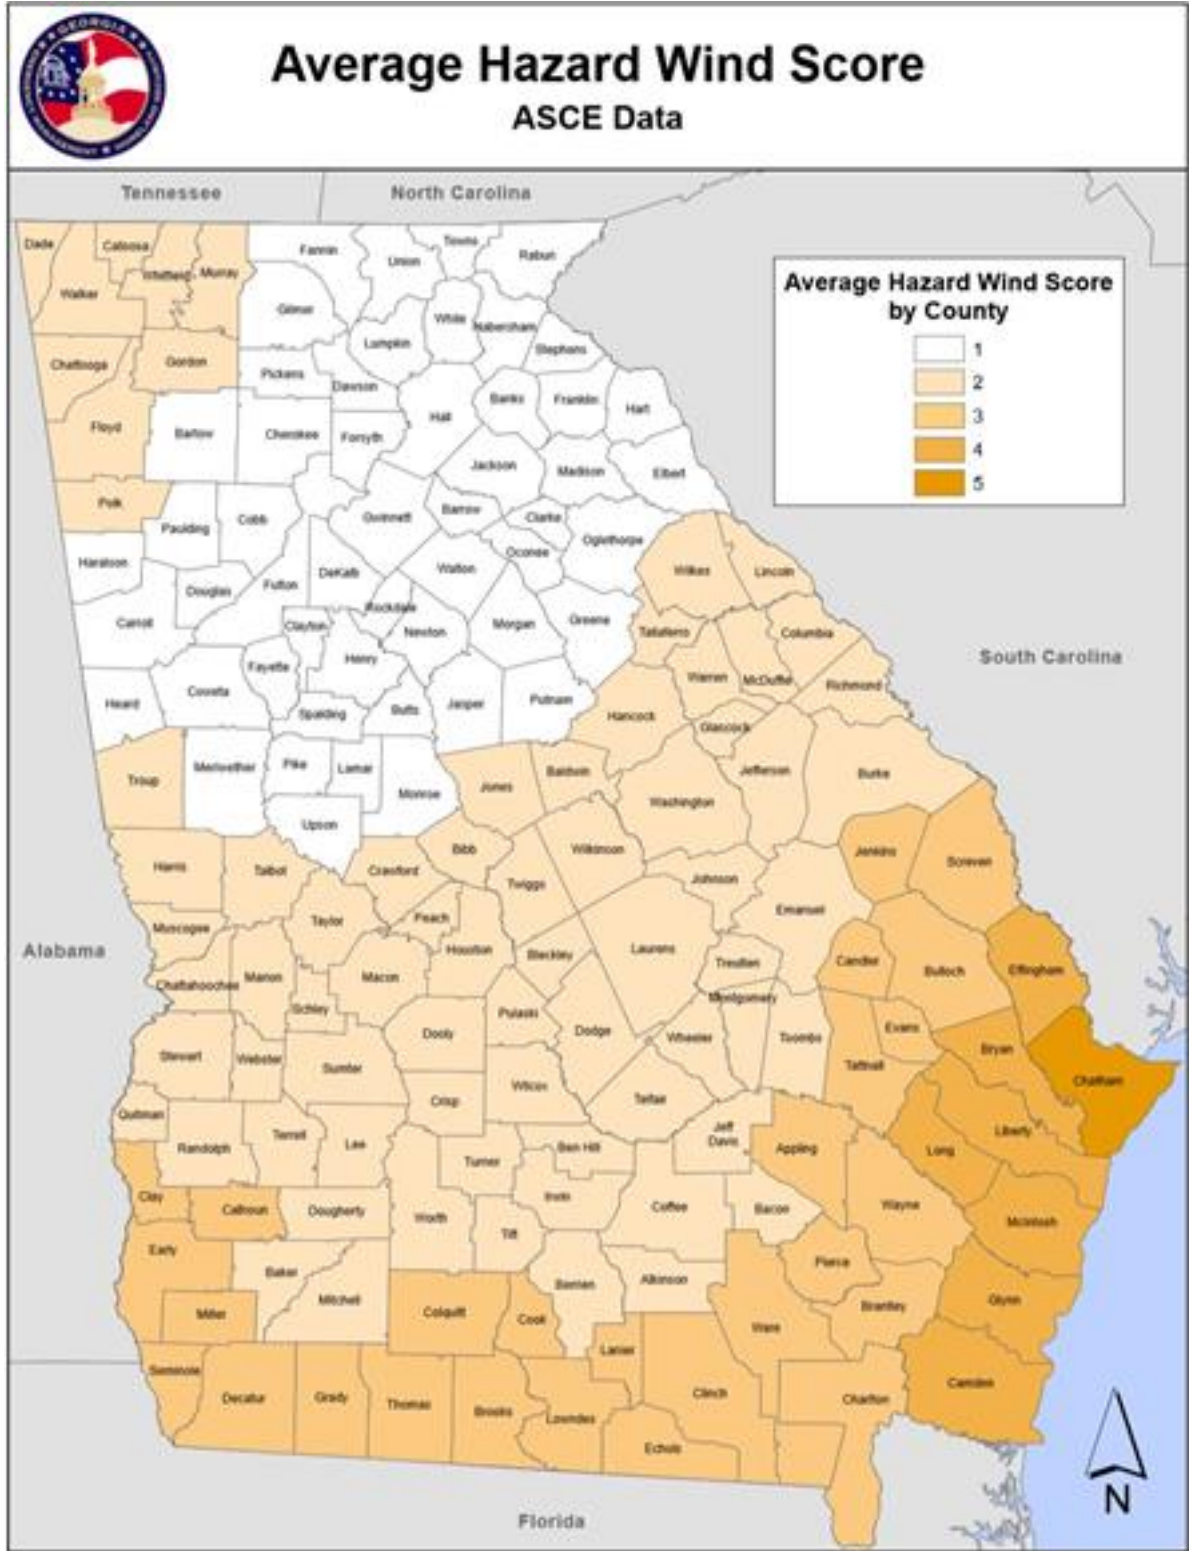 GEORGIA
Average Hazard Wind Score
ASCE Data
Tennessee
North Carolina
Average Hazard Wind Score
by County
1
2
3
4
5
South Carolina
Alabama
Florida
N
Dade
Catoosa
Whitfield
Murray
Fannin
Union
Towns
Rabun
Walker
Gilmer
White
Habersham
Lumpkin
Stephens
Chattooga
Gordon
Pickens
Dawson
Hall
Banks
Franklin
Hart
Floyd
Bartow
Cherokee
Forsyth
Jackson
Madison
Elbert
Polk
Paulding
Cobb
Gwinnett
Barrow
Clarke
Oconee
Oglethorpe
Haralson
Douglas
Fulton
DeKalb
Walton
Wilkes
Lincoln
Carroll
Clayton
Rockdale
Newton
Morgan
Greene
Taliaferro
Columbia
Heard
Coweta
Fayette
Henry
Warren
McDuffie
Richmond
Spalding
Butts
Jasper
Putnam
Hancock
Glascock
Troup
Meriwether
Pike
Lamar
Monroe
Jones
Baldwin
Washington
Jefferson
Burke
Upson
Harris
Talbot
Crawford
Bibb
Wilkinson
Jenkins
Screven
Twiggs
Johnson
Emanuel
Muscogee
Taylor
Peach
Houston
Bleckley
Laurens
Treutlen
Candler
Bulloch
Effingham
Chattahoochee
Marion
Macon
Schley
Montgomery
Dooly
Pulaski
Dodge
Wheeler
Toombs
Evans
Bryan
Stewart
Webster
Sumter
Wilcox
Tattnall
Chatham
Quitman
Crisp
Telfair
Randolph
Terrell
Lee
Turner
Ben Hill
Jeff
Davis
Appling
Long
Liberty
Clay
Calhoun
Dougherty
Worth
Tift
Irwin
Coffee
Bacon
Wayne
McIntosh
Early
Baker
Mitchell
Berrien
Atkinson
Pierce
Miller
Colquitt
Cook
Lanier
Ware
Brantley
Glynn
Seminole
Decatur
Grady
Thomas
Brooks
Lowndes
Clinch
Charlton
Camden
Echols